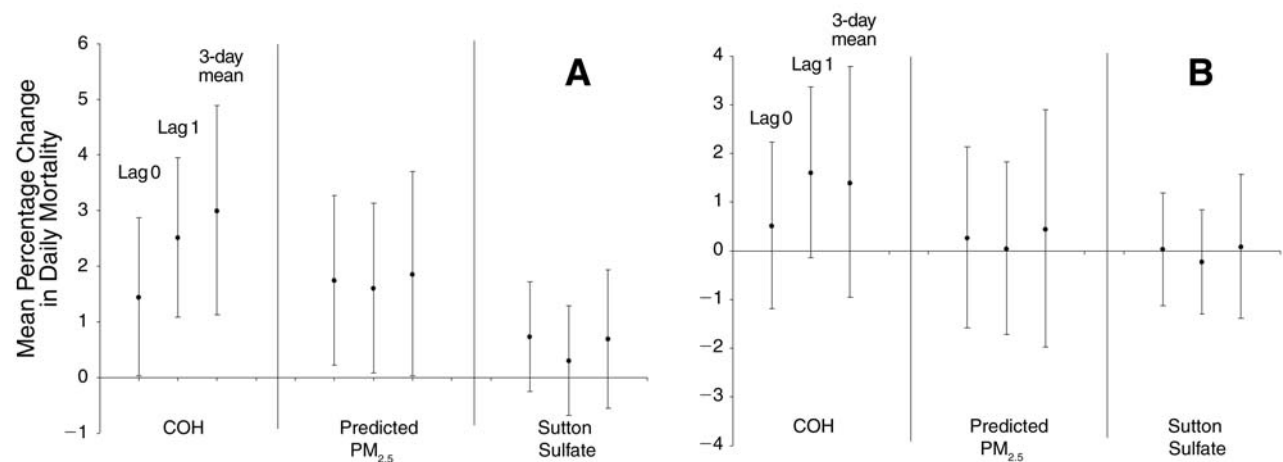 Mean Percentage Change
in Daily Mortality
6
5
4
3
2
1
0
−1
Lag 0
Lag 1
3-day
mean
A
COH
Predicted
PM2.5
Sutton
Sulfate
4
3
2
1
0
−1
−2
−3
−4
Lag 0
Lag 1
3-day
mean
B
COH
Predicted
PM2.5
Sutton
Sulfate